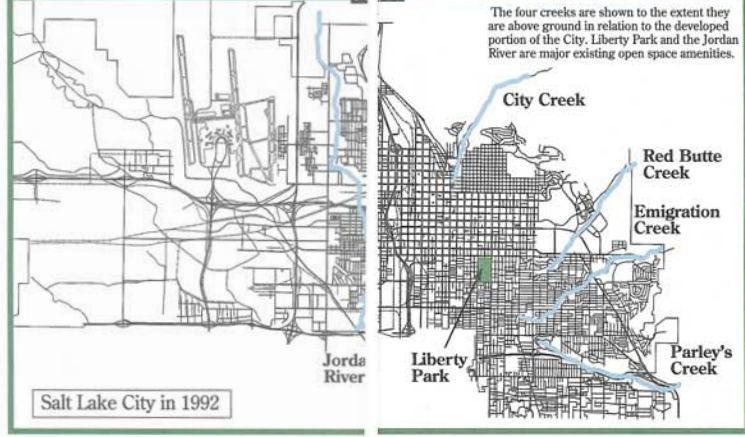 The four creeks are shown to the extent they
are above ground in relation to the developed
portion of the City. Liberty Park and the Jordan
River are major existing open space amenities.
City Creek
Red Butte
Creek
Emigration
Creek
Jorda
River
Liberty
Park
Parley's
Creek
Salt Lake City in 1992